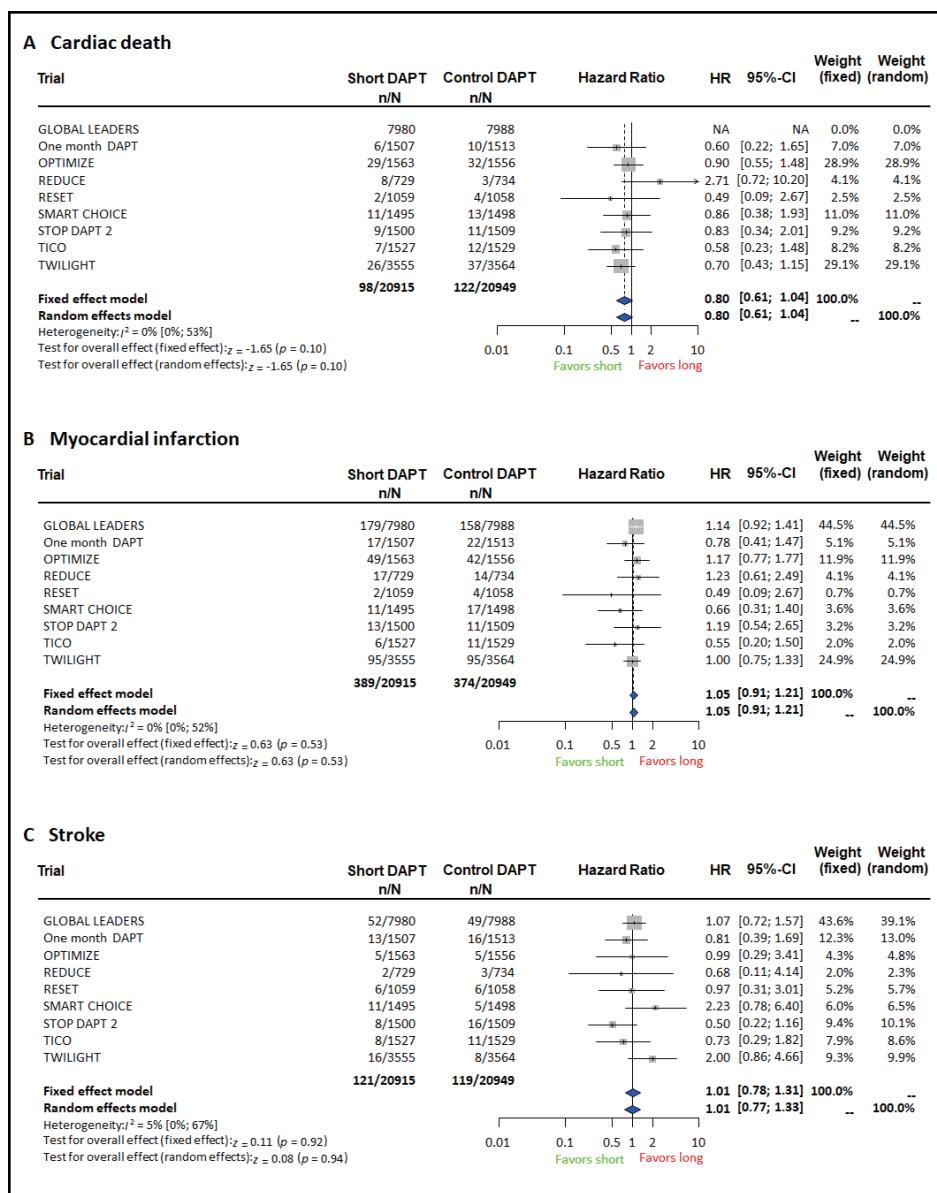 A Cardiac death
Weight Weight
Trial Short DAPT Control DAPT Hazard Ratio HR 95%-CI (fixed) (random)
n/N n/N
GLOBAL LEADERS 7980 7988 NA NA 0.0% 0.0%
One month DAPT 6/1507 10/1513 0.60 [0.22; 1.65] 7.0% 7.0%
OPTIMIZE 29/1563 32/1556 0.90 [0.55; 1.48] 28.9% 28.9%
REDUCE 8/729 3/734 2.71 [0.72; 10.20] 4.1% 4.1%
RESET 2/1059 4/1058 0.49 [0.09; 2.67] 2.5% 2.5%
SMART CHOICE 11/1495 13/1498 0.86 [0.38; 1.93] 11.0% 11.0%
STOP DAPT 2 9/1500 11/1509 0.83 [0.34; 2.01] 9.2% 9.2%
TICO 7/1527 12/1529 0.58 [0.23; 1.48] 8.2% 8.2%
TWILIGHT 26/3555 37/3564 0.70 [0.43; 1.15] 29.1% 29.1%
98/20915 122/20949
Fixed effect model 0.80 [0.61; 1.04] 100.0% --
Random effects model 0.80 [0.61; 1.04] -- 100.0%
Heterogeneity: I² = 0% [0%; 53%]
Test for overall effect (fixed effect): z = -1.65 (p = 0.10) 0.01 0.1 0.5 1 2 10
Test for overall effect (random effects): z = -1.65 (p = 0.10) Favors short Favors long
B Myocardial infarction
Weight Weight
Trial Short DAPT Control DAPT Hazard Ratio HR 95%-CI (fixed) (random)
n/N n/N
GLOBAL LEADERS 179/7980 158/7988 1.14 [0.92; 1.41] 44.5% 44.5%
One month DAPT 17/1507 22/1513 0.78 [0.41; 1.47] 5.1% 5.1%
OPTIMIZE 49/1563 42/1556 1.17 [0.77; 1.77] 11.9% 11.9%
REDUCE 17/729 14/734 1.23 [0.61; 2.49] 4.1% 4.1%
RESET 2/1059 4/1058 0.49 [0.09; 2.67] 0.7% 0.7%
SMART CHOICE 11/1495 17/1498 0.66 [0.31; 1.40] 3.6% 3.6%
STOP DAPT 2 13/1500 11/1509 1.19 [0.54; 2.65] 3.2% 3.2%
TICO 6/1527 11/1529 0.55 [0.20; 1.50] 2.0% 2.0%
TWILIGHT 95/3555 95/3564 1.00 [0.75; 1.33] 24.9% 24.9%
389/20915 374/20949
Fixed effect model 1.05 [0.91; 1.21] 100.0% --
Random effects model 1.05 [0.91; 1.21] -- 100.0%
Heterogeneity: I² = 0% [0%; 52%]
Test for overall effect (fixed effect): z = 0.63 (p = 0.53) 0.01 0.1 0.5 1 2 10
Test for overall effect (random effects): z = 0.63 (p = 0.53) Favors short Favors long
C Stroke
Weight Weight
Trial Short DAPT Control DAPT Hazard Ratio HR 95%-CI (fixed) (random)
n/N n/N
GLOBAL LEADERS 52/7980 49/7988 1.07 [0.72; 1.57] 43.6% 39.1%
One month DAPT 13/1507 16/1513 0.81 [0.39; 1.69] 12.3% 13.0%
OPTIMIZE 5/1563 5/1556 0.99 [0.29; 3.41] 4.3% 4.8%
REDUCE 2/729 3/734 0.68 [0.11; 4.14] 2.0% 2.3%
RESET 6/1059 6/1058 0.97 [0.31; 3.01] 5.2% 5.7%
SMART CHOICE 11/1495 5/1498 2.23 [0.78; 6.40] 6.0% 6.5%
STOP DAPT 2 8/1500 16/1509 0.50 [0.22; 1.16] 9.4% 10.1%
TICO 8/1527 11/1529 0.73 [0.29; 1.82] 7.9% 8.6%
TWILIGHT 16/3555 8/3564 2.00 [0.86; 4.66] 9.3% 9.9%
121/20915 119/20949
Fixed effect model 1.01 [0.78; 1.31] 100.0% --
Random effects model 1.01 [0.77; 1.33] -- 100.0%
Heterogeneity: I² = 5% [0%; 67%]
Test for overall effect (fixed effect): z = 0.11 (p = 0.92) 0.01 0.1 0.5 1 2 10
Test for overall effect (random effects): z = 0.08 (p = 0.94) Favors short Favors long